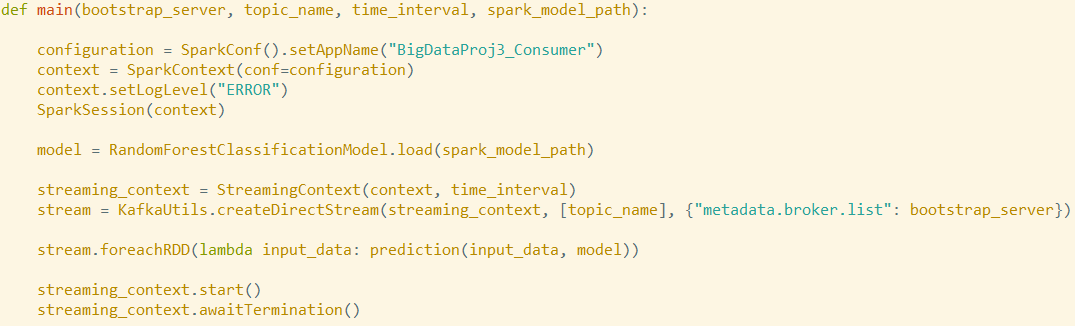 def main(bootstrap_server, topic_name, time_interval, spark_model_path):
configuration = SparkConf().setAppName("BigDataProj3_Consumer")
context = SparkContext(conf=configuration)
context.setLogLevel("ERROR")
SparkSession(context)
model = RandomForestClassificationModel.load(spark_model_path)
streaming_context = StreamingContext(context, time_interval)
stream = KafkaUtils.createDirectStream(streaming_context, [topic_name], {"metadata.broker.list": bootstrap_server})
stream.foreachRDD(lambda input_data: prediction(input_data, model))
streaming_context.start()
streaming_context.awaitTermination()